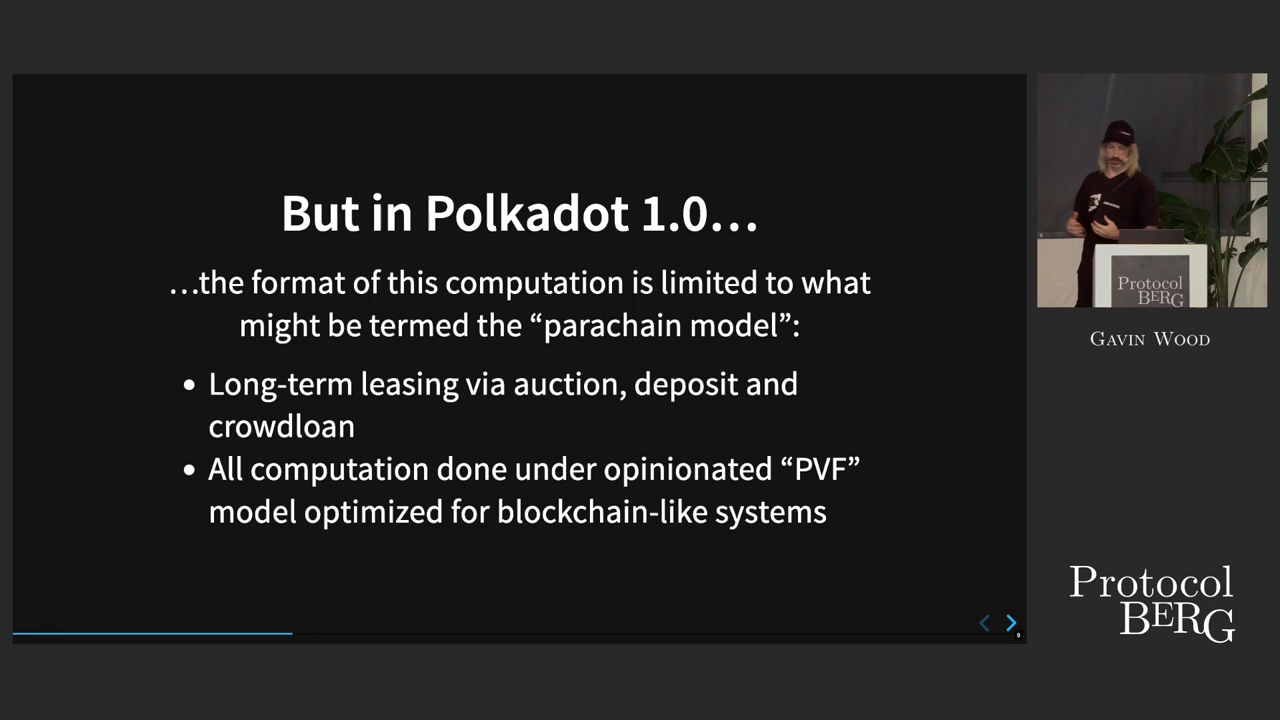 But in Polkadot 1.0…
…the format of this computation is limited to what
might be termed the “parachain model”:
• Long-term leasing via auction, deposit and
crowdloan
• All computation done under opinionated “PVF”
model optimized for blockchain-like systems
9
Protocol
BERG
GAVIN WOOD
Protocol
BERG